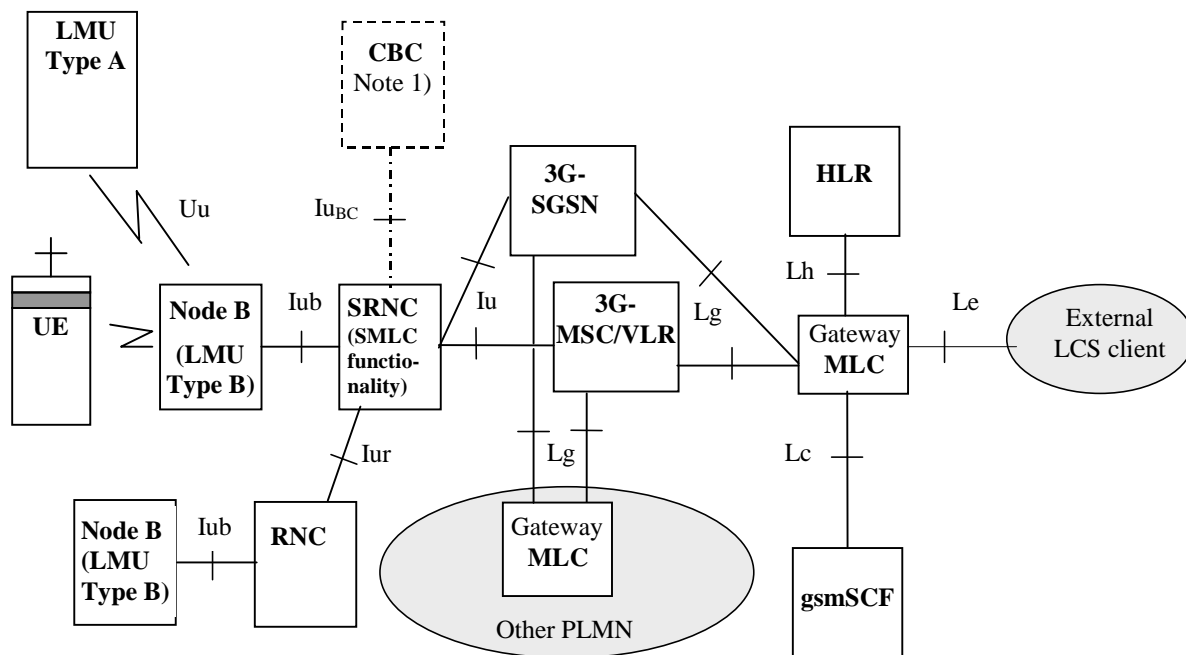 LMU
Type A
CBC
Note 1)
3G-
SGSN
HLR
Uu
IuBC
Lh
UE
Node B
(LMU
Type B)
Iub
SRNC
(SMLC
functio-
nality)
Iu
3G-
MSC/VLR
Lg
Gateway
MLC
Le
External
LCS client
Iur
Lg
Lc
Node B
(LMU
Type B)
Iub
RNC
Gateway
MLC
Other PLMN
gsmSCF